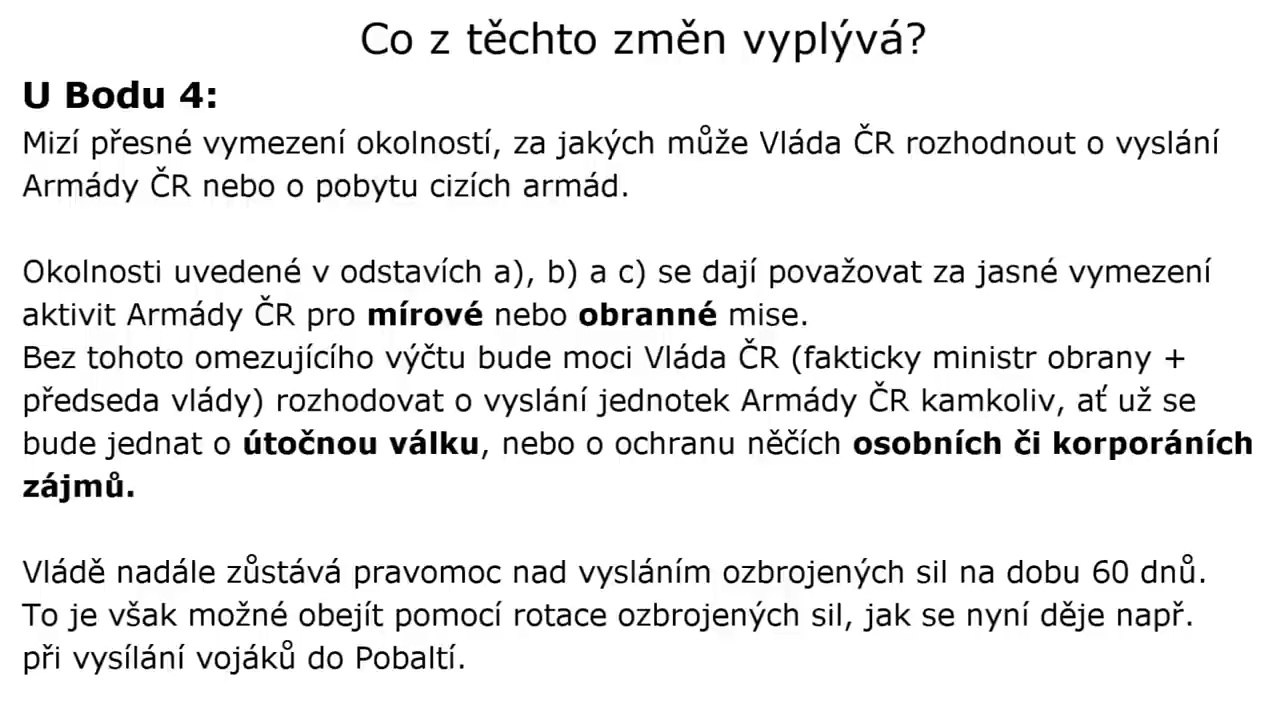 Co z těchto změn vyplývá?
U Bodu 4:
Mizí přesné vymezení okolností, za jakých může Vláda ČR rozhodnout o vyslání
Armády ČR nebo o pobytu cizích armád.
Okolnosti uvedené v odstavích a), b) a c) se dají považovat za jasné vymezení
aktivit Armády ČR pro mírové nebo obranné mise.
Bez tohoto omezujícího výčtu bude moci Vláda ČR (fakticky ministr obrany +
předseda vlády) rozhodovat o vyslání jednotek Armády ČR kamkoliv, ať už se
bude jednat o útočnou válku, nebo o ochranu něčích osobních či korporáních
zájmů.
Vládě nadále zůstává pravomoc nad vysláním ozbrojených sil na dobu 60 dnů.
To je však možné obejít pomocí rotace ozbrojených sil, jak se nyní děje např.
při vysílání vojáků do Pobaltí.